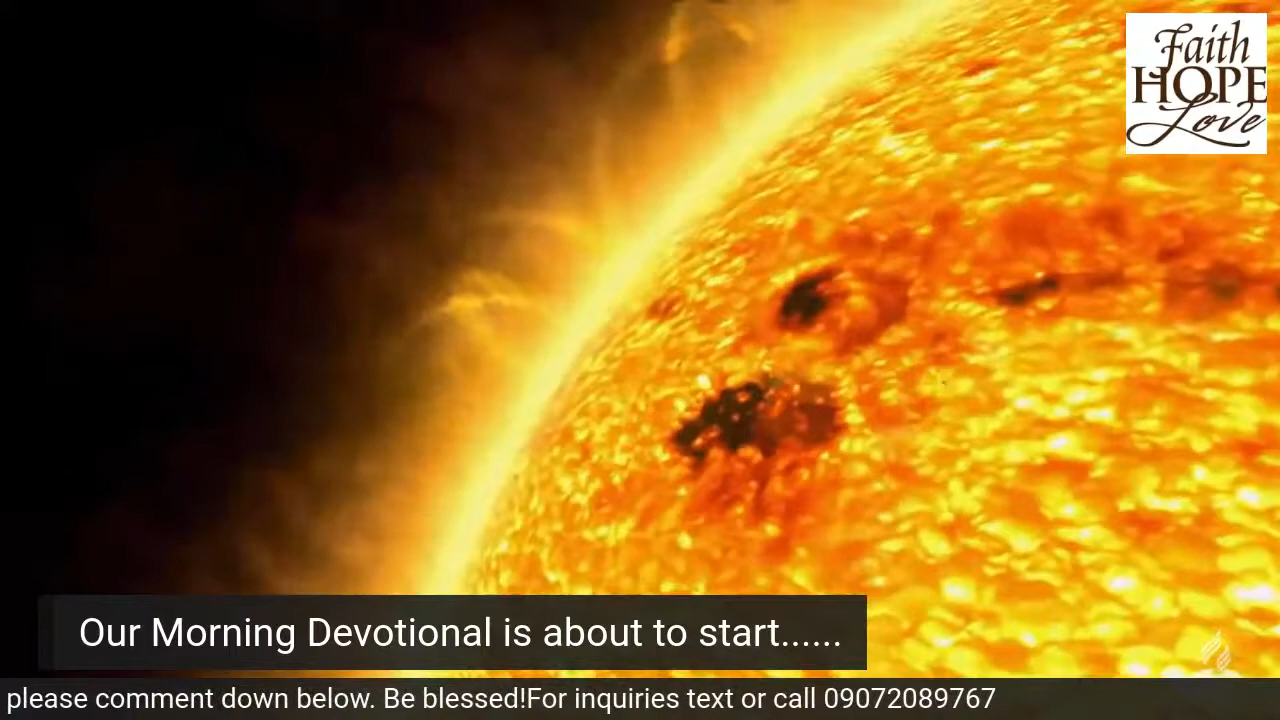 Faith
HOPE
Love
Our Morning Devotional is about to start......
please comment down below. Be blessed!For inquiries text or call 09072089767